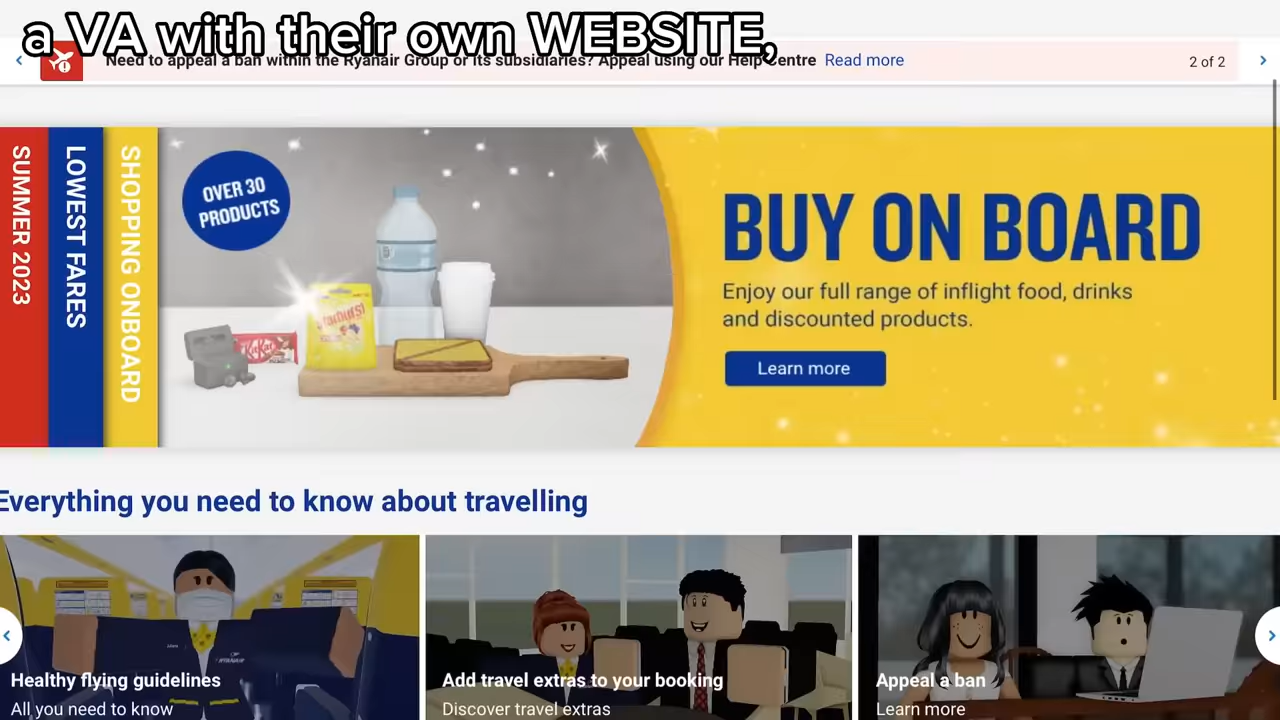 a VA with their own WEBSITE,
Need to appeal a ban within the Ryanair Group or its subsidiaries? Appeal using our Help Centre Read more
2 of 2
SUMMER 2023
LOWEST FARES
SHOPPING ONBOARD
OVER 30
PRODUCTS
BUY ON BOARD
Enjoy our full range of inflight food, drinks
and discounted products.
Learn more
Everything you need to know about travelling
Healthy flying guidelines
All you need to know
Add travel extras to your booking
Discover travel extras
Appeal a ban
Learn more